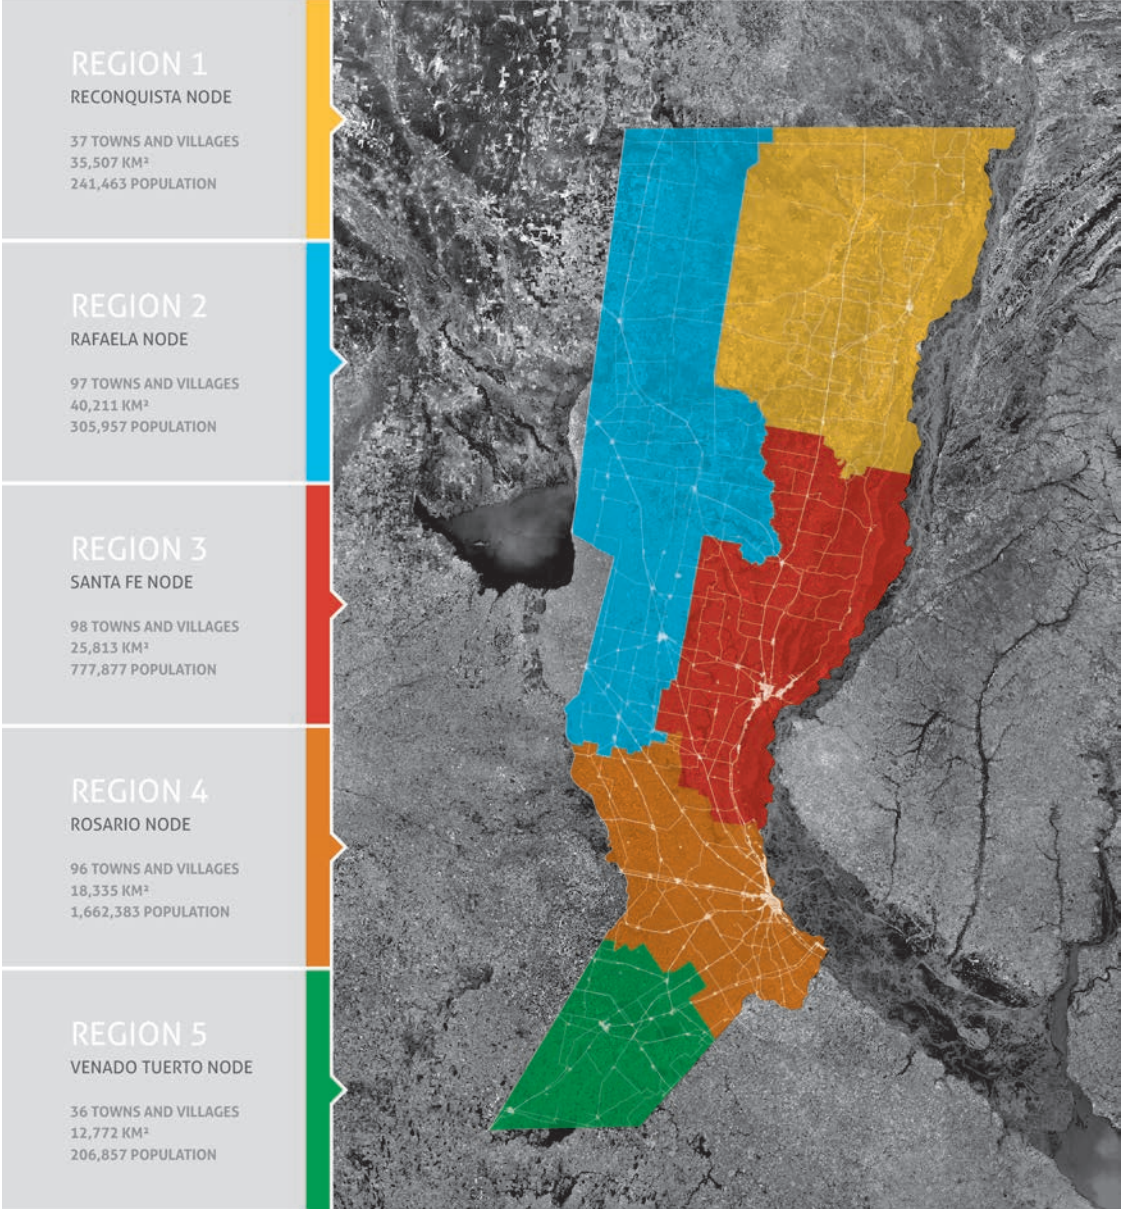 REGION 1
RECONQUISTA NODE
37 TOWNS AND VILLAGES
35,507 KM²
241,463 POPULATION
REGION 2
RAFAELA NODE
97 TOWNS AND VILLAGES
40,211 KM²
305,957 POPULATION
REGION 3
SANTA FE NODE
98 TOWNS AND VILLAGES
25,813 KM²
777,877 POPULATION
REGION 4
ROSARIO NODE
96 TOWNS AND VILLAGES
18,335 KM²
1,662,383 POPULATION
REGION 5
VENADO TUERTO NODE
36 TOWNS AND VILLAGES
12,772 KM²
206,857 POPULATION